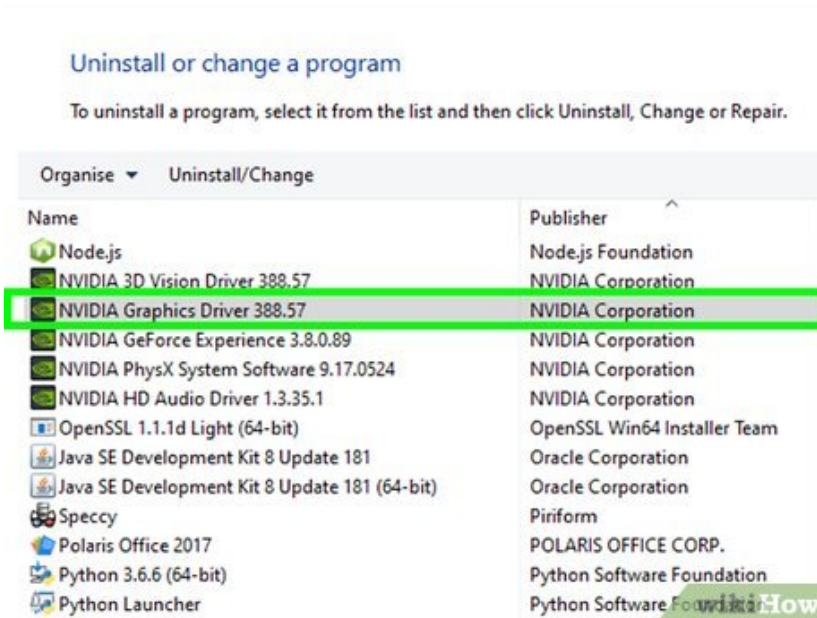 Uninstall or change a program
To uninstall a program, select it from the list and then click Uninstall, Change or Repair.
Organise Uninstall/Change
Name Publisher
Node.js Node.js Foundation
NVIDIA 3D Vision Driver 388.57 NVIDIA Corporation
NVIDIA Graphics Driver 388.57 NVIDIA Corporation
NVIDIA GeForce Experience 3.8.0.89 NVIDIA Corporation
NVIDIA PhysX System Software 9.17.0524 NVIDIA Corporation
NVIDIA HD Audio Driver 1.3.35.1 NVIDIA Corporation
OpenSSL 1.1.1d Light (64-bit) OpenSSL Win64 Installer Team
Java SE Development Kit 8 Update 181 Oracle Corporation
Java SE Development Kit 8 Update 181 (64-bit) Oracle Corporation
Speccy Piriform
Polaris Office 2017 POLARIS OFFICE CORP.
Python 3.6.6 (64-bit) Python Software Foundation
Python Launcher Python Software Foundation
wikiHow